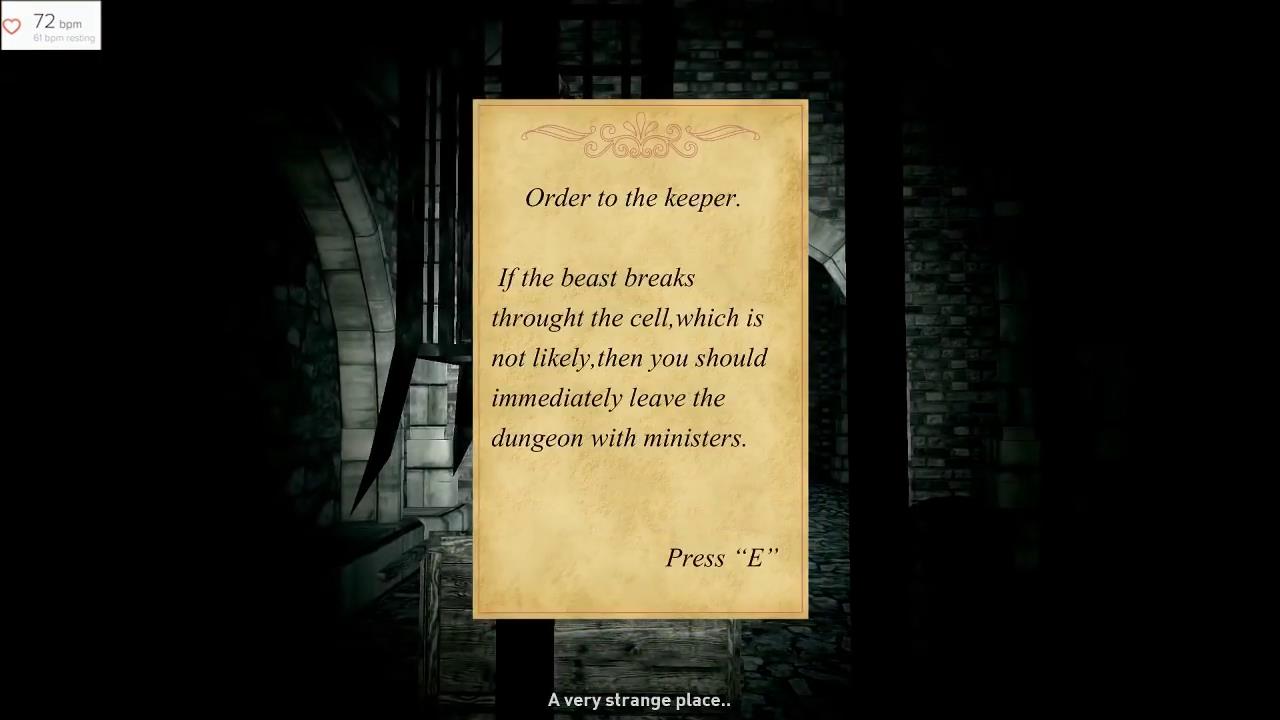 72 bpm
61 bpm resting
Order to the keeper.
If the beast breaks
throught the cell,which is
not likely,then you should
immediately leave the
dungeon with ministers.
Press “E”
A very strange place..